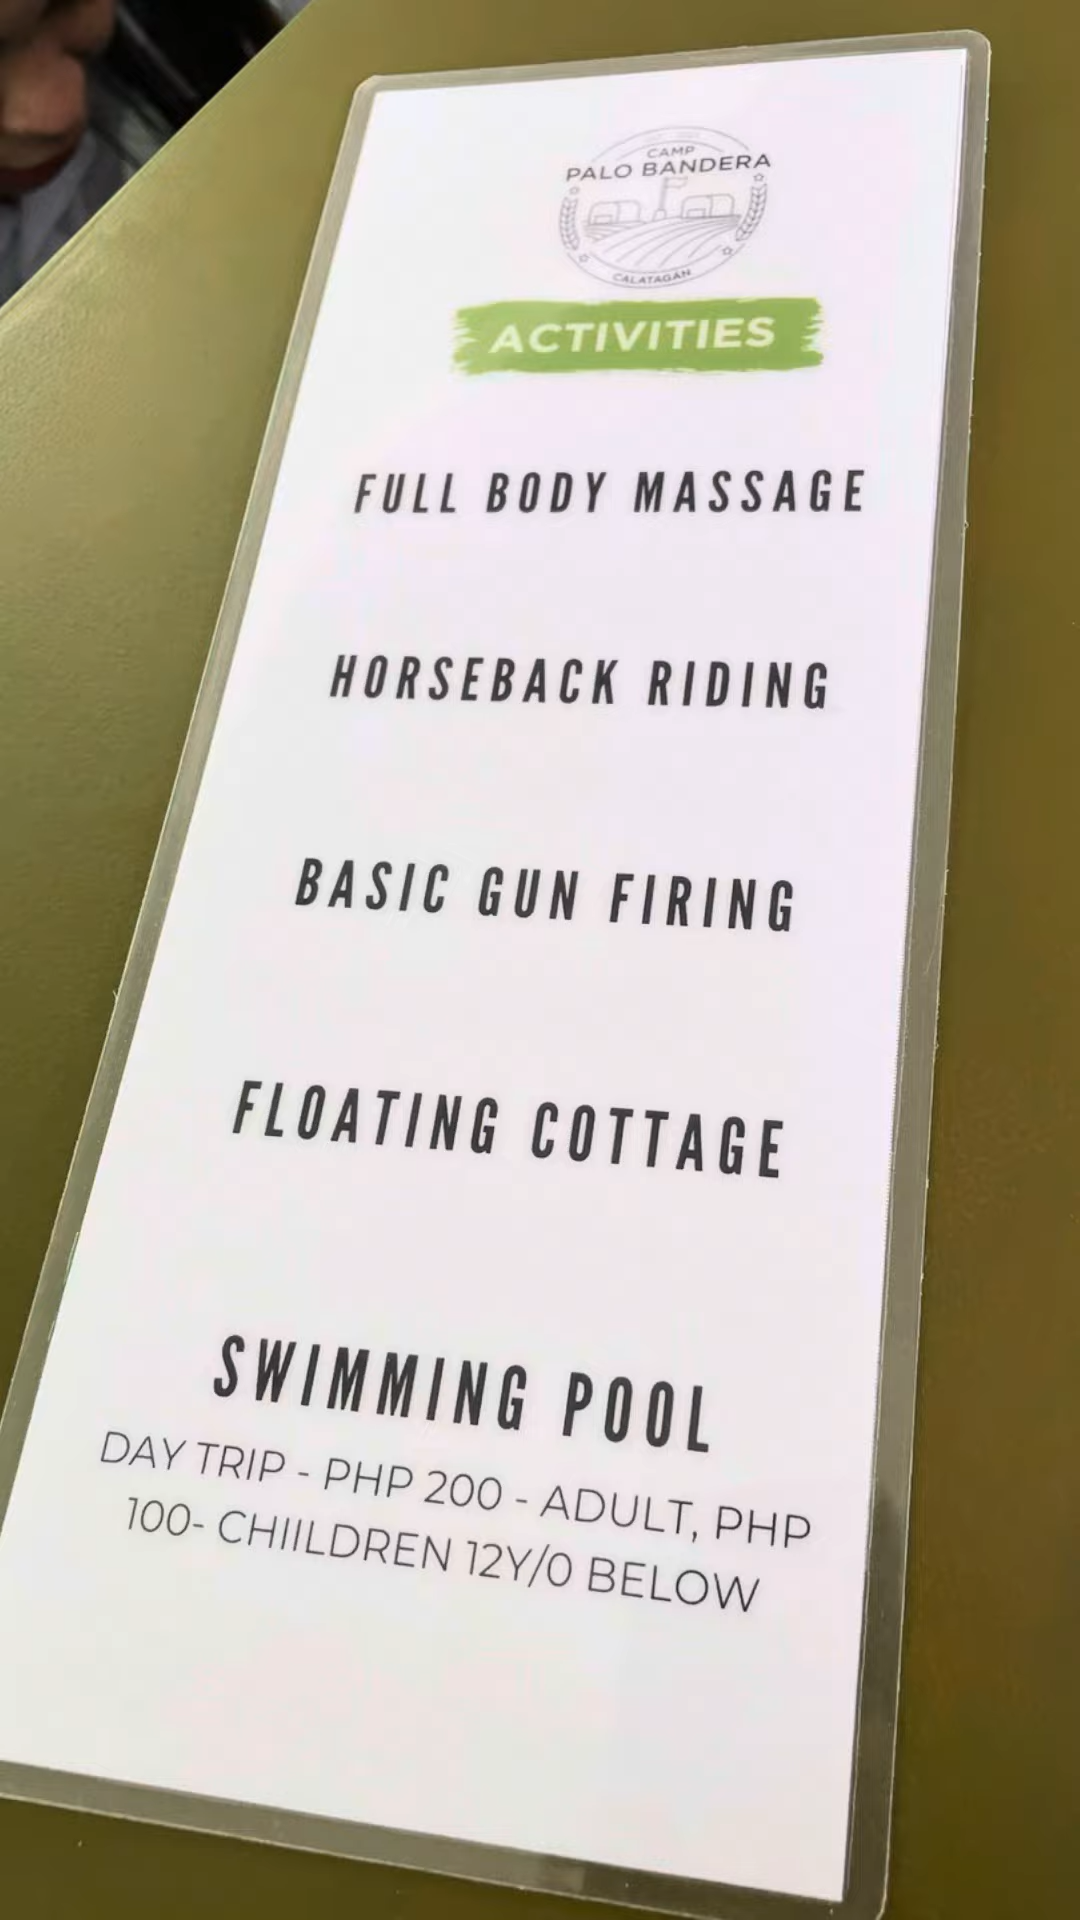 CAMP
PALO BANDERA
CALATAGAN
ACTIVITIES
FULL BODY MASSAGE
HORSEBACK RIDING
BASIC GUN FIRING
FLOATING COTTAGE
SWIMMING POOL
DAY TRIP - PHP 200 - ADULT, PHP
100- CHIILDREN 12Y/0 BELOW